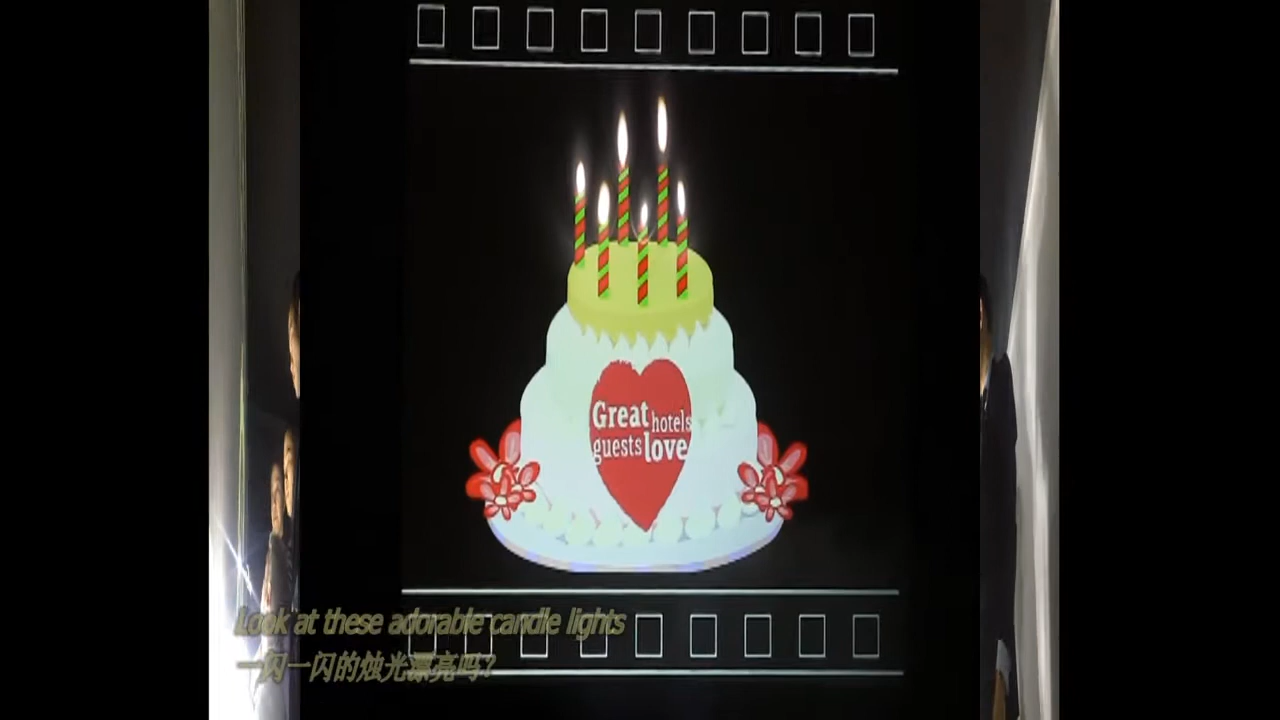 Great hotels
guests love
Look at these adorable candle lights
一闪一闪的烛光漂亮吗?